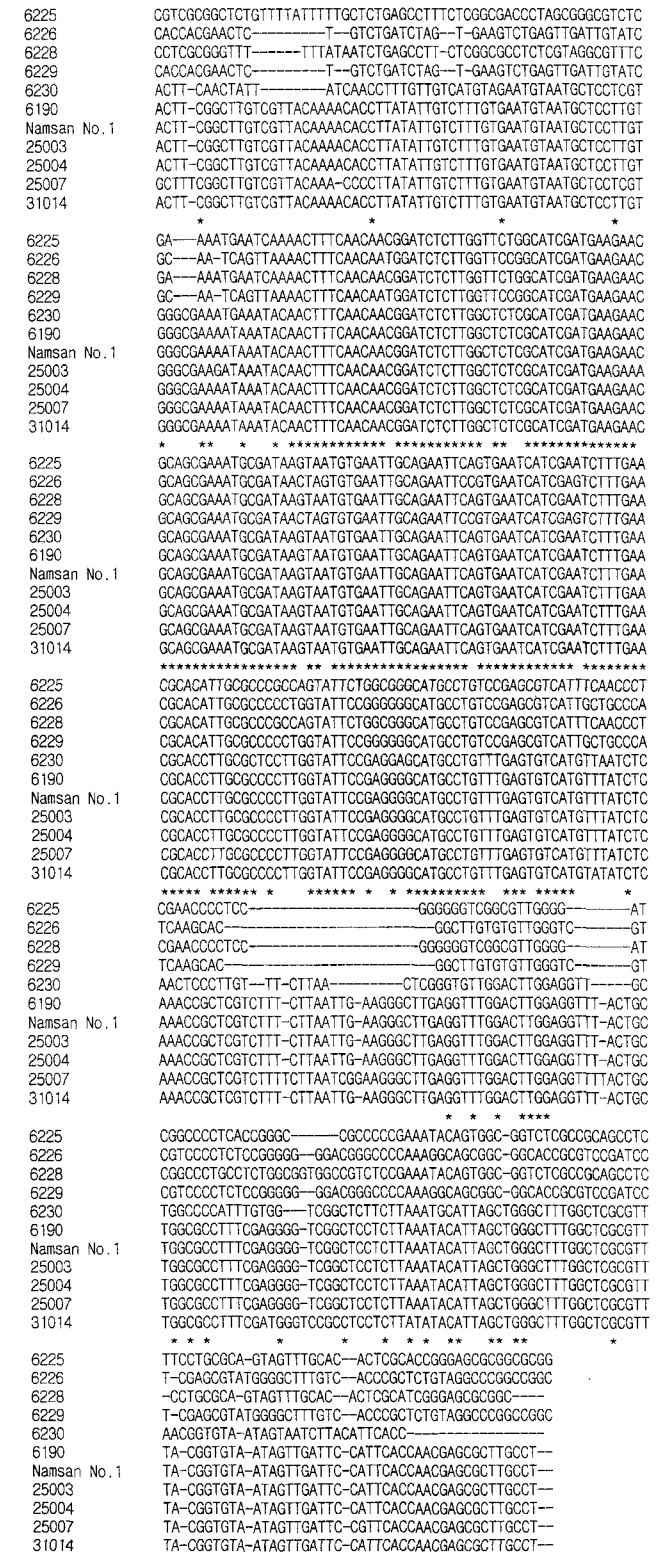 6225 CGTCGCGGCTCTGTTTTATTTTTGCTCTGAGCCTTTCTCGGCGACCCTAGCGGGCGTCTC
6226 CACCACGAACTC---------T--GTCTGATCTAG--T-GAAGTCTGAGTTGATTGTATC
6228 CCTCGCGGGTTT-------TTTATAATCTGAGCCTT-CTCGGCGCCTCTCGTAGGCGTTTC
6229 CACCACGAACTC---------T--GTCTGATCTAG--T-GAAGTCTGAGTTGATTGTATC
6230 ACTT-CAACTATT--------ATCAACCTTTGTTGTCATGTAGAATGTAATGCTCCTCGT
6190 ACTT-CGGCTTGTCGTTACAAAACACCTTATATTGTCTTTGTGAATGTAATGCTCCTTGT
Namsan No.1 ACTT-CGGCTTGTCGTTACAAAACACCTTATATTGTCTTTGTGAATGTAATGCTCCTTGT
25003 ACTT-CGGCTTGTCGTTACAAAACACCTTATATTGTCTTTGTGAATGTAATGCTCCTTGT
25004 ACTT-CGGCTTGTCGTTACAAAACACCTTATATTGTCTTTGTGAATGTAATGCTCCTTGT
25007 GCTTTCGGCTTGTCGTTACAAA-CCCCTTATATTGTCTTTGTGAATGTAATGCTCCTCGT
31014 ACTT-CGGCTTGTCGTTACAAAACACCTTATATTGTCTTTGTGAATGTAATGCTCCTTGT
* * * *
6225 GA---AAATGAATCAAAACTTTCAACAACGGATCTCTTGGTTCTGGCATCGATGAAGAAC
6226 GC---AA-TCAGTTAAAACTTTCAACAATGGATCTCTTGGTTCCGGCATCGATGAAGAAC
6228 GA---AAATGAATCAAAACTTTCAACAACGGATCTCTTGGTTCTGGCATCGATGAAGAAC
6229 GC---AA-TCAGTTAAAACTTTCAACAATGGATCTCTTGGTTCCGGCATCGATGAAGAAC
6230 GGGCGAAATGAAATACAACTTTCAACAACGGATCTCTTGGCTCTCGCATCGATGAAGAAC
6190 GGGCGAAAATAAATACAACTTTCAACAACGGATCTCTTGGCTCTCGCATCGATGAAGAAC
Namsan No.1 GGGCGAAAATAAATACAACTTTCAACAACGGATCTCTTGGCTCTCGCATCGATGAAGAAC
25003 GGGCGAAGATAAATACAACTTTCAACAACGGATCTCTTGGCTCTCGCATCGATGAAGAAA
25004 GGGCGAAAATAAATACAACTTTCAACAACGGATCTCTTGGCTCTCGCATCGATGAAGAAC
25007 GGGCGAAAATAAATACAACTTTCAACAACGGATCTCTTGGCTCTCGCATCGATGAAGAAC
31014 GGGCGAAAATAAATACAACTTTCAACAACGGATCTCTTGGCTCTCGCATCGATGAAGAAC
* ** * * ************ *********** ** **************
6225 GCAGCGAAATGCGATAAGTAATGTGAATTGCAGAATTCAGTGAATCATCGAATCTTTGAA
6226 GCAGCGAAATGCGATAACTAGTGTGAATTGCAGAATTCCGTGAATCATCGAGTCTTTGAA
6228 GCAGCGAAATGCGATAAGTAATGTGAATTGCAGAATTCAGTGAATCATCGAATCTTTGAA
6229 GCAGCGAAATGCGATAACTAGTGTGAATTGCAGAATTCCGTGAATCATCGAGTCTTTGAA
6230 GCAGCGAAATGCGATAAGTAATGTGAATTGCAGAATTCAGTGAATCATCGAATCTTTGAA
6190 GCAGCGAAATGCGATAAGTAATGTGAATTGCAGAATTCAGTGAATCATCGAATCTTTGAA
Namsan No.1 GCAGCGAAATGCGATAAGTAATGTGAATTGCAGAATTCAGTGAATCATCGAATCTTTGAA
25003 GCAGCGAAATGCGATAAGTAATGTGAATTGCAGAATTCAGTGAATCATCGAATCTTTGAA
25004 GCAGCGAAATGCGATAAGTAATGTGAATTGCAGAATTCAGTGAATCATCGAATCTTTGAA
25007 GCAGCGAAATGCGATAAGTAATGTGAATTGCAGAATTCAGTGAATCATCGAATCTTTGAA
31014 GCAGCGAAATGCGATAAGTAATGTGAATTGCAGAATTCAGTGAATCATCGAATCTTTGAA
***************** ** ***************** ************ ********
6225 CGCACATTGCGCCCGCCAGTATTCTGGCGGGCATGCCTGTCCGAGCGTCATTTCAACCCT
6226 CGCACATTGCGCCCCCTGGTATTCCGGGGGGCATGCCTGTCCGAGCGTCATTGCTGCCCA
6228 CGCACATTGCGCCCGCCAGTATTCTGGCGGGCATGCCTGTCCGAGCGTCATTTCAACCCT
6229 CGCACATTGCGCCCCCTGGTATTCCGGGGGGCATGCCTGTCCGAGCGTCATTGCTGCCCA
6230 CGCACCTTGCGCTCCTTGGTATTCCGAGGAGCATGCCTGTTTGAGTGTCATGTTAATCTC
6190 CGCACCTTGCGCCCCTTGGTATTCCGAGGGGCATGCCTGTTTGAGTGTCATGTTTATCTC
Namsan No.1 CGCACCTTGCGCCCCTTGGTATTCCGAGGGGCATGCCTGTTTGAGTGTCATGTTTATCTC
25003 CGCACCTTGCGCCCCTTGGTATTCCGAGGGGCATGCCTGTTTGAGTGTCATGTTTATCTC
25004 CGCACCTTGCGCCCCTTGGTATTCCGAGGGGCATGCCTGTTTGAGTGTCATGTTTATCTC
25007 CGCACCTTGCGCCCCTTGGTATTCCGAGGGGCATGCCTGTTTGAGTGTCATGTTTATCTC
31014 CGCACCTTGCGCCCCTTGGTATTCCGAGGGGCATGCCTGTTTGAGTGTCATGTATATCTC
***** ****** * ****** * * ********** *** ***** *
6225 CGAACCCCTCC---------------------GGGGGGTCGGCGTTGGGG-------AT
6226 TCAAGCAC------------------------GGCTTGTGTGTTGGGTC-------GT
6228 CGAACCCCTCC---------------------GGGGGGTCGGCGTTGGGG-------AT
6229 TCAAGCAC------------------------GGCTTGTGTGTTGGGTC-------GT
6230 AACTCCCTTGT--TT-CTTAA---------CTCGGGTGTTGGACTTGGAGGTT-----GC
6190 AAACCGCTCGTCTTT-CTTAATTG-AAGGGCTTGAGGTTTGGACTTGGAGGTTT-ACTGC
Namsan No.1 AAACCGCTCGTCTTT-CTTAATTG-AAGGGCTTGAGGTTTGGACTTGGAGGTTT-ACTGC
25003 AAACCGCTCGTCTTT-CTTAATTG-AAGGGCTTGAGGTTTGGACTTGGAGGTTT-ACTGC
25004 AAACCGCTCGTCTTT-CTTAATTG-AAGGGCTTGAGGTTTGGACTTGGAGGTTT-ACTGC
25007 AAACCGCTCGTCTTTTCTTAATCGGAAGGGCTTGAGGTTTGGACTTGGAGGTTTTACTGC
31014 AAACCGCTCGTCTTT-CTTAATTG-AAGGGCTTGAGGTTTGGACTTGGAGGTTT-ACTGC
* * * ****
6225 CGGCCCCTCACCGGGC------CGCCCCCGAAATACAGTGGC-GGTCTCGCCGCAGCCTC
6226 CGTCCCCTCTCCGGGGG--GGACGGGCCCCAAAGGCAGCGGC-GGCACCGCGTCCGATCC
6228 CGGCCCTGCCTCTGGCGGTGGCCGTCTCCGAAATACAGTGGC-GGTCTCGCCGCAGCCTC
6229 CGTCCCCTCTCCGGGGG--GGACGGGCCCCAAAGGCAGCGGC-GGCACCGCGTCCGATCC
6230 TGGCCCCATTTGTGG---TCGGCTCTTCTTAAATGCATTAGCTGGGCTTTGGCTCGCGTT
6190 TGGCGCCTTTCGAGGGG-TCGGCTCCTCTTAAATACATTAGCTGGGCTTTGGCTCGCGTT
Namsan No.1 TGGCGCCTTTCGAGGGG-TCGGCTCCTCTTAAATACATTAGCTGGGCTTTGGCTCGCGTT
25003 TGGCGCCTTTCGAGGGG-TCGGCTCCTCTTAAATACATTAGCTGGGCTTTGGCTCGCGTT
25004 TGGCGCCTTTCGAGGGG-TCGGCTCCTCTTAAATACATTAGCTGGGCTTTGGCTCGCGTT
25007 TGGCGCCTTTCGAGGGG-TCGGCTCCTCTTAAATACATTAGCTGGGCTTTGGCTCGCGTT
31014 TGGCGCCTTTCGATGGGTCCGCCTCCTCTTATATACATTAGCTGGGCTTTGGCTCGCGTT
* * * * * * * * ** ** ** *
6225 TTCCTGCGCA-GTAGTTTGCAC--ACTCGCACCGGGAGCGCGGCGCGG
6226 T-CGAGCGTATGGGGCTTTGTC--ACCCGCTCTGTAGGCCCGGCCGGC
6228 -CCTGCGCA-GTAGTTTGCAC--ACTCGCATCGGGAGCGCGGC----
6229 T-CGAGCGTATGGGGCTTTGTC--ACCCGCTCTGTAGGCCCGGCCGGC
6230 AACGGTGTA-ATAGTAATCTTACATTCACC---------------
6190 TA-CGGTGTA-ATAGTTGATTC-CATTCACCAACGAGCGCTTGCCT--
Namsan No.1 TA-CGGTGTA-ATAGTTGATTC-CATTCACCAACGAGCGCTTGCCT--
25003 TA-CGGTGTA-ATAGTTGATTC-CATTCACCAACGAGCGCTTGCCT--
25004 TA-CGGTGTA-ATAGTTGATTC-CATTCACCAACGAGCGCTTGCCT--
25007 TA-CGGTGTA-ATAGTTGATTC-CGTTCACCAACGAGCGCTTGCCT--
31014 TA-CGGTGTA-ATAGTTGATTC-CATTCACCAACGAGCGCTTGCCT--